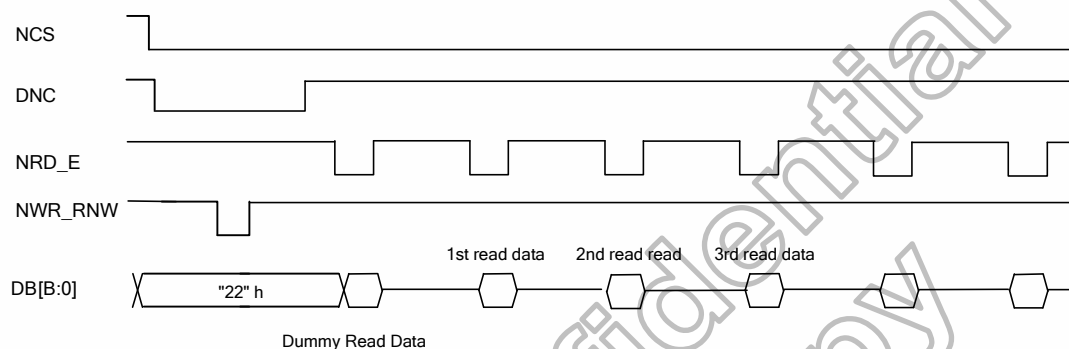 NCS
DNC
NRD_E
NWR_RNW
1st read data 2nd read read 3rd read data
DB[B:0] "22" h
Dummy Read Data